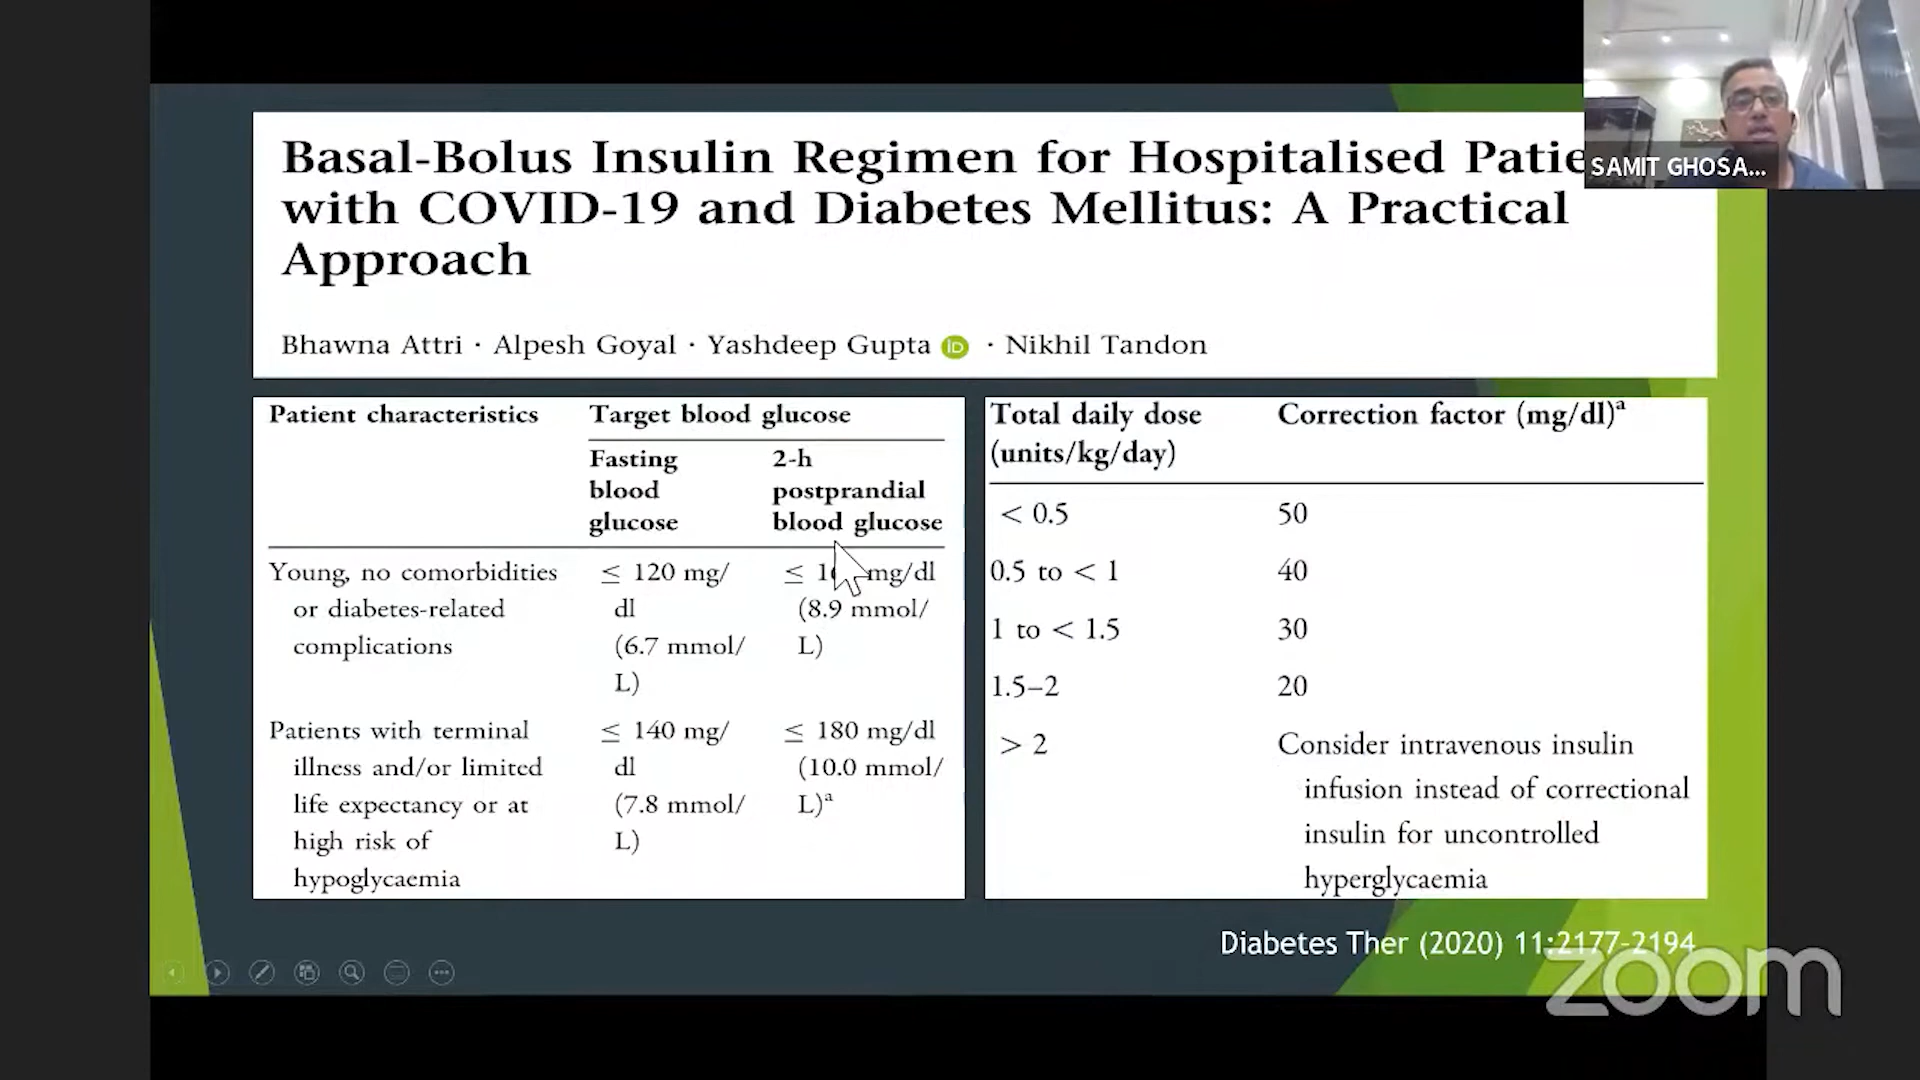 Basal-Bolus Insulin Regimen for Hospitalised
with COVID-19 and Diabetes Mellitus: A Practical
Approach
SAMIT GHOSA...
Bhawna Attri · Alpesh Goyal · Yashdeep Gupta iD · Nikhil Tandon
Patient characteristics Target blood glucose
Fasting 2-h
blood postprandial
glucose blood glucose
Young, no comorbidities ≤ 120 mg/ ≤ mg/dl
or diabetes-related dl (8.9 mmol/
complications (6.7 mmol/ L)
L)
Patients with terminal ≤ 140 mg/ ≤ 180 mg/dl
illness and/or limited dl (10.0 mmol/
life expectancy or at (7.8 mmol/ L)ᵃ
high risk of L)
hypoglycaemia
Total daily dose Correction factor (mg/dl)ᵃ
(units/kg/day)
< 0.5 50
0.5 to < 1 40
1 to < 1.5 30
1.5–2 20
> 2 Consider intravenous insulin
infusion instead of correctional
insulin for uncontrolled
hyperglycaemia
Diabetes Ther (2020) 11:2177-2194
zoom